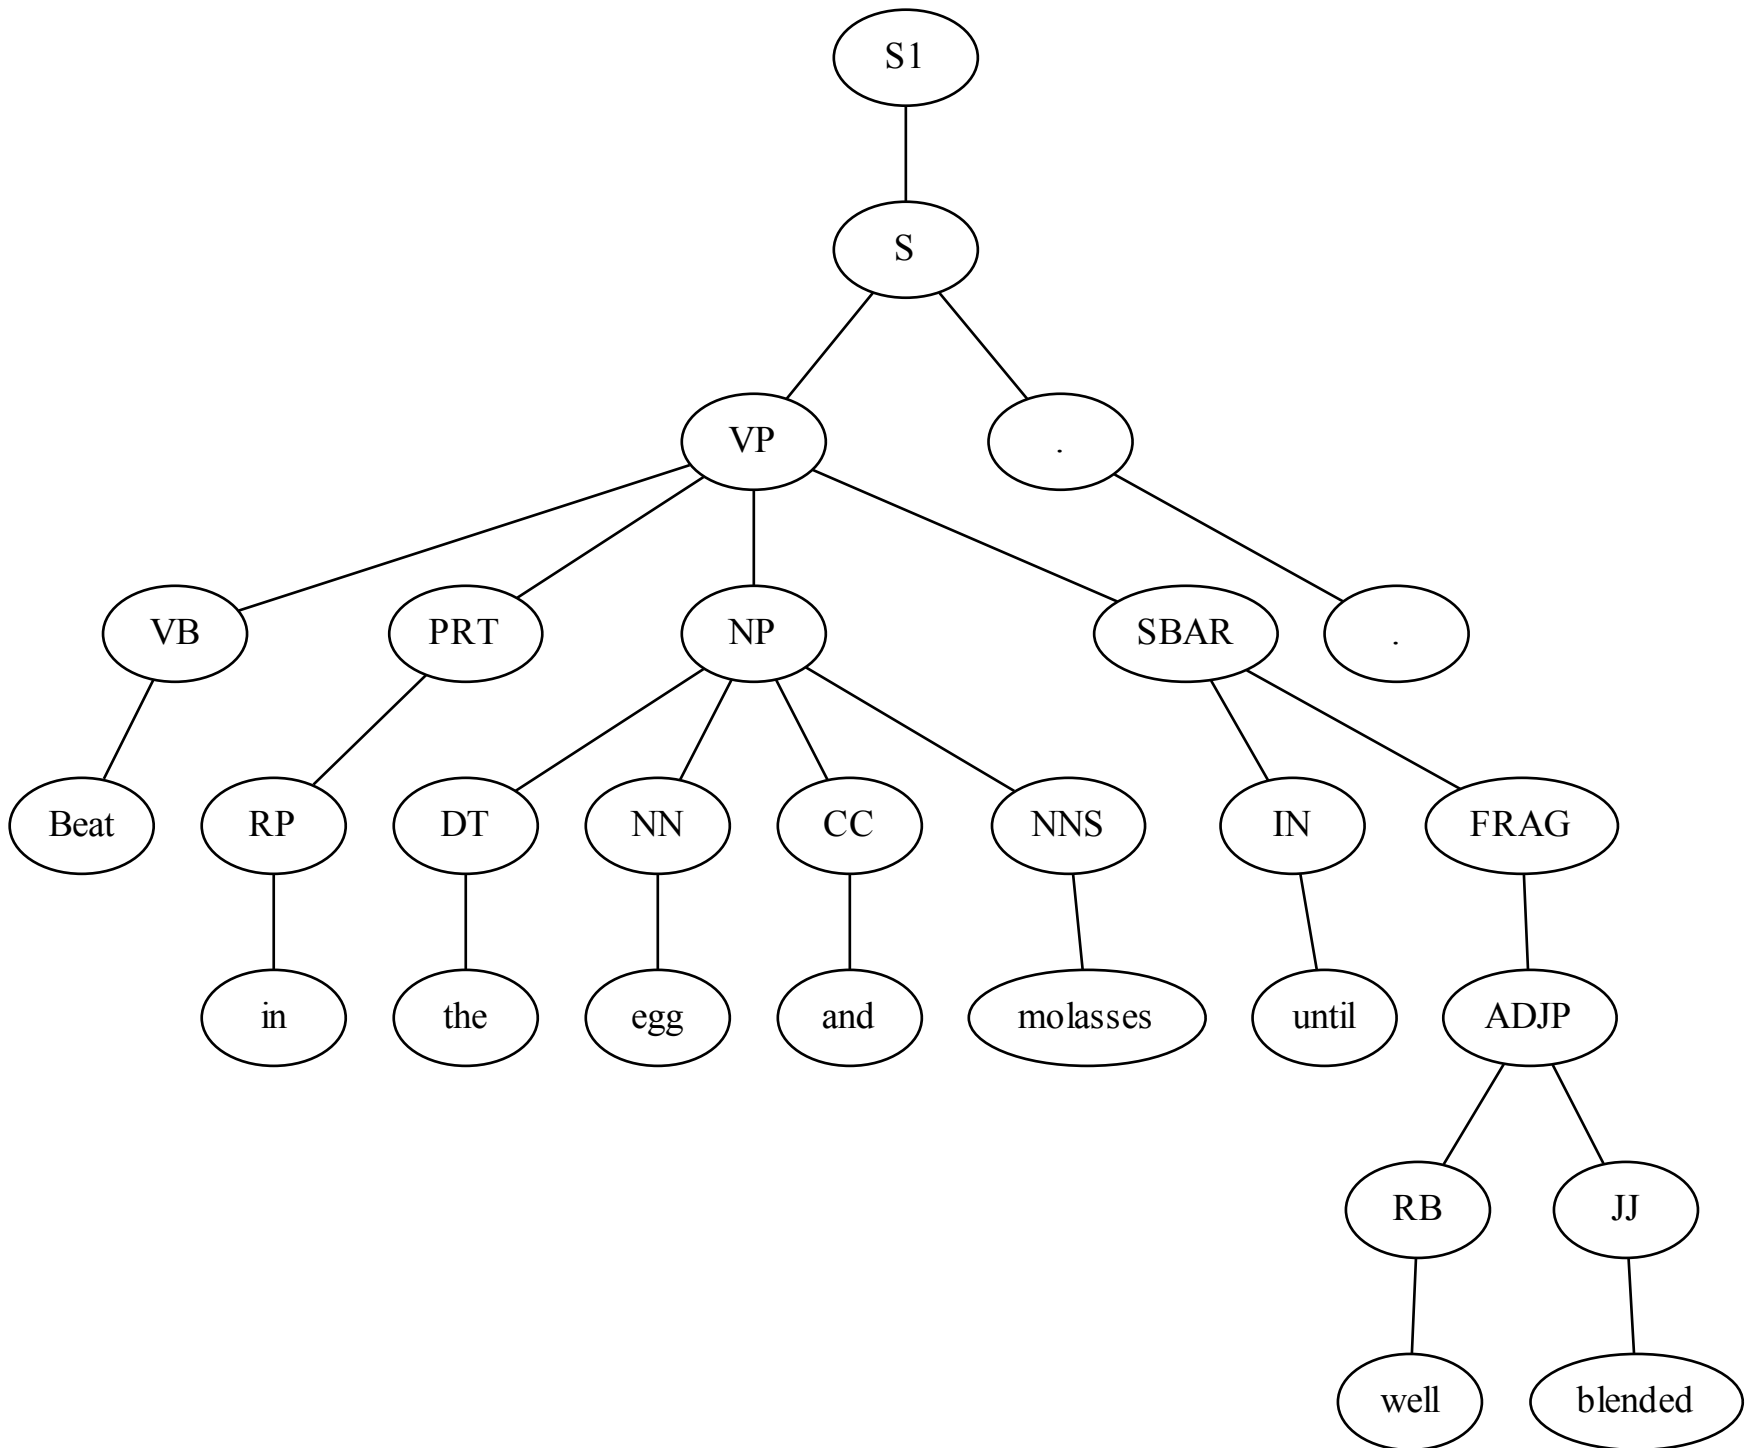 S1
S
VP .
VB PRT NP SBAR .
Beat RP DT NN CC NNS IN FRAG
in the egg and molasses until ADJP
RB JJ
well blended